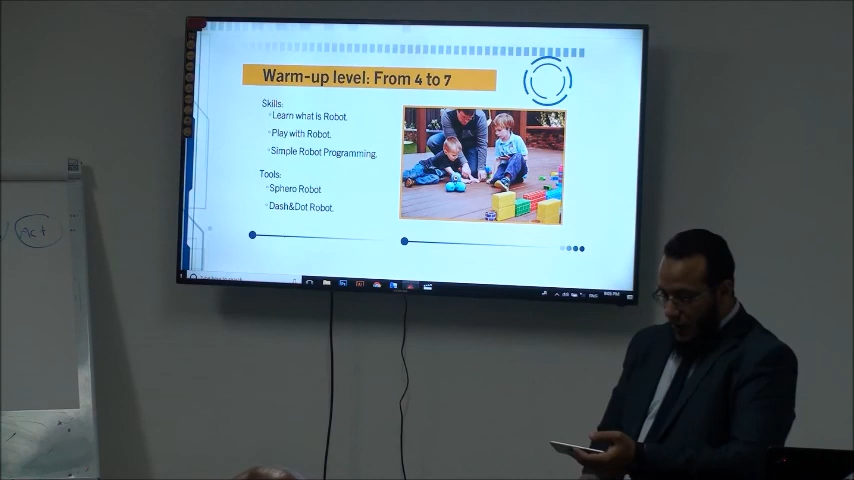 Warm-up level: From 4 to 7
Skills:
Learn what is Robot.
Play with Robot.
Simple Robot Programming.
Tools:
Sphero Robot
Dash&Dot Robot.
Act